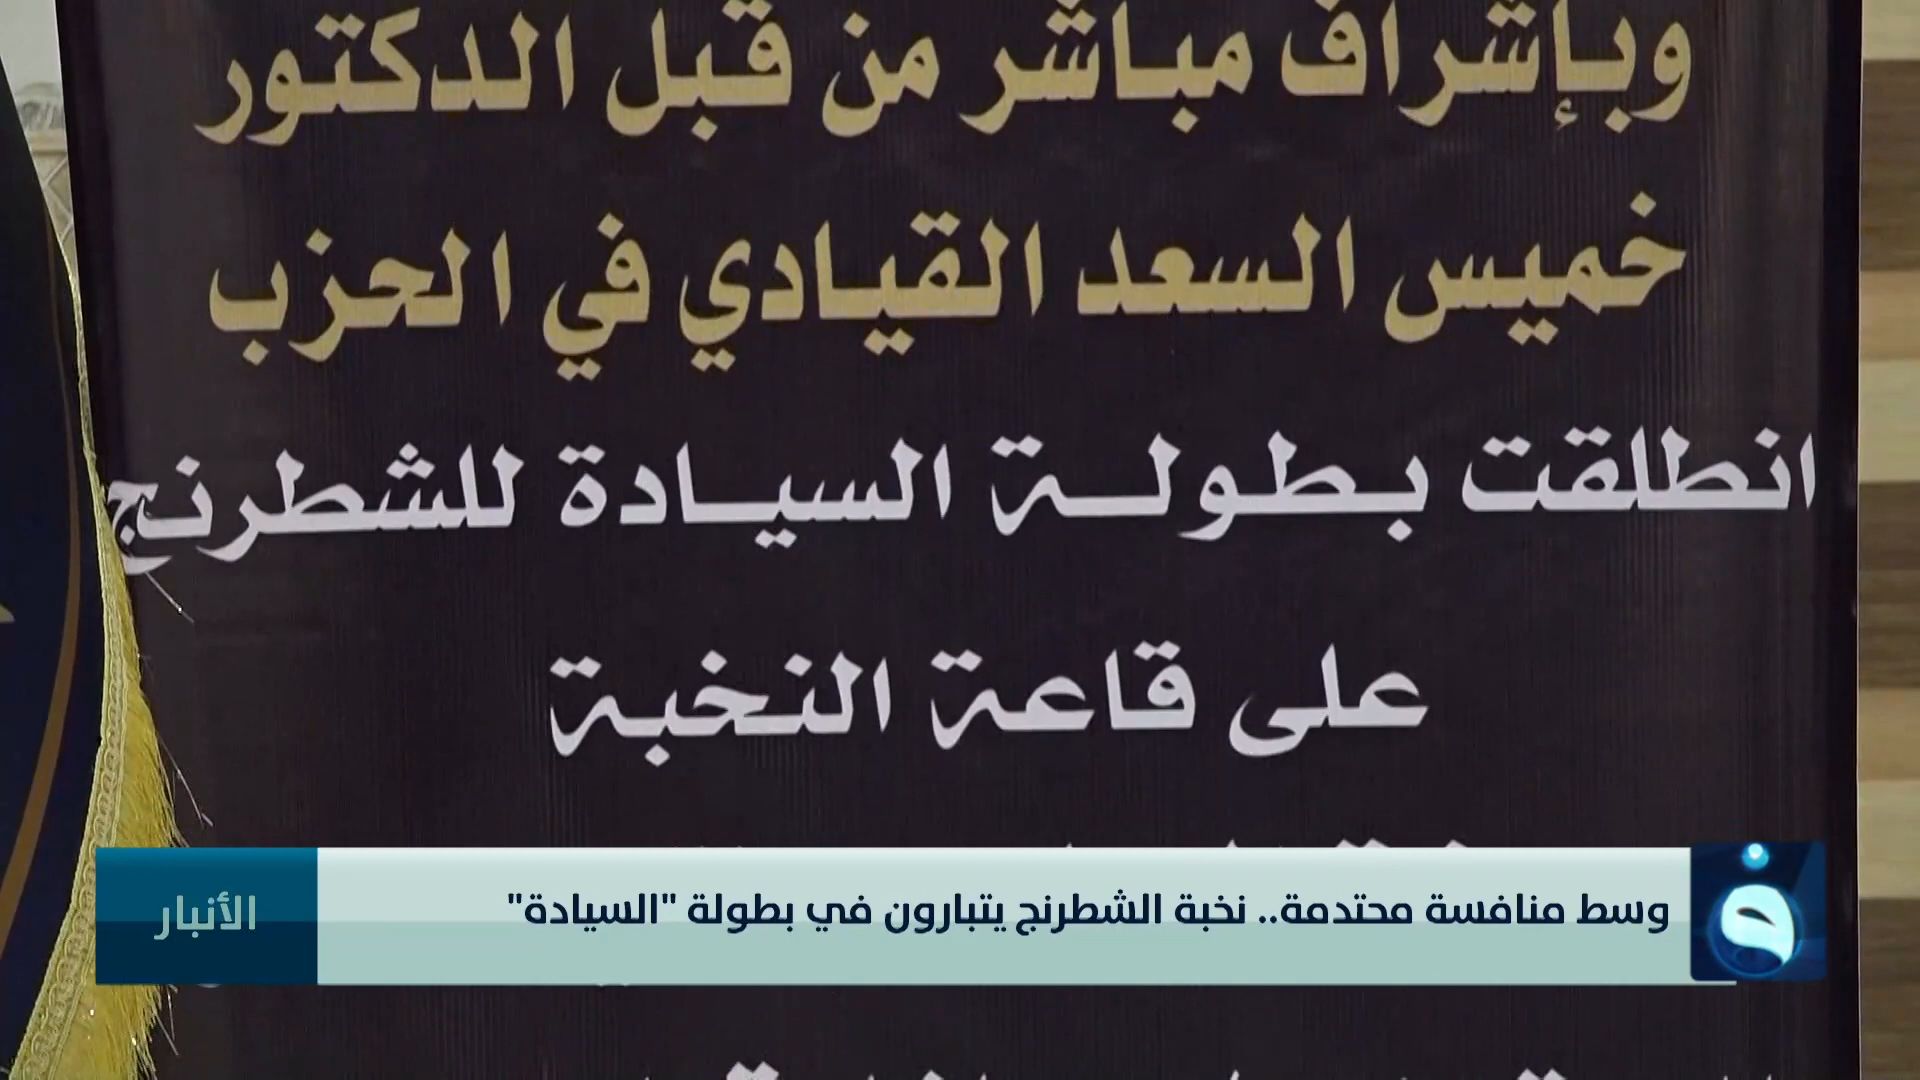 وبإشراف مباشر من قبل الدكتور
خميس السعد القيادي في الحزب
انطلقت بطولة السيادة للشطرنج
على قاعة النخبة
وسط منافسة محتدمة.. نخبة الشطرنج يتبارون في بطولة "السيادة"
الأنبار